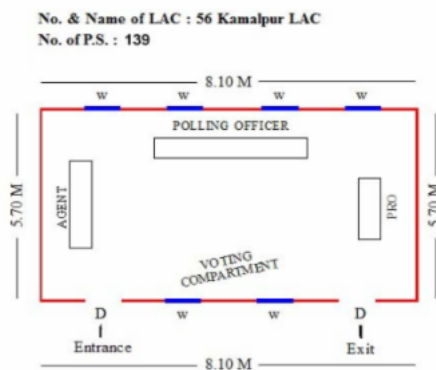 No. & Name of LAC : 56 Kamalpur LAC
No. of P.S. : 139
8.10 M
W W W W
POLLING OFFICER
5.70 M
AGENT
PRO
5.70 M
VOTING
COMPARTMENT
D W W D
Entrance Exit
8.10 M